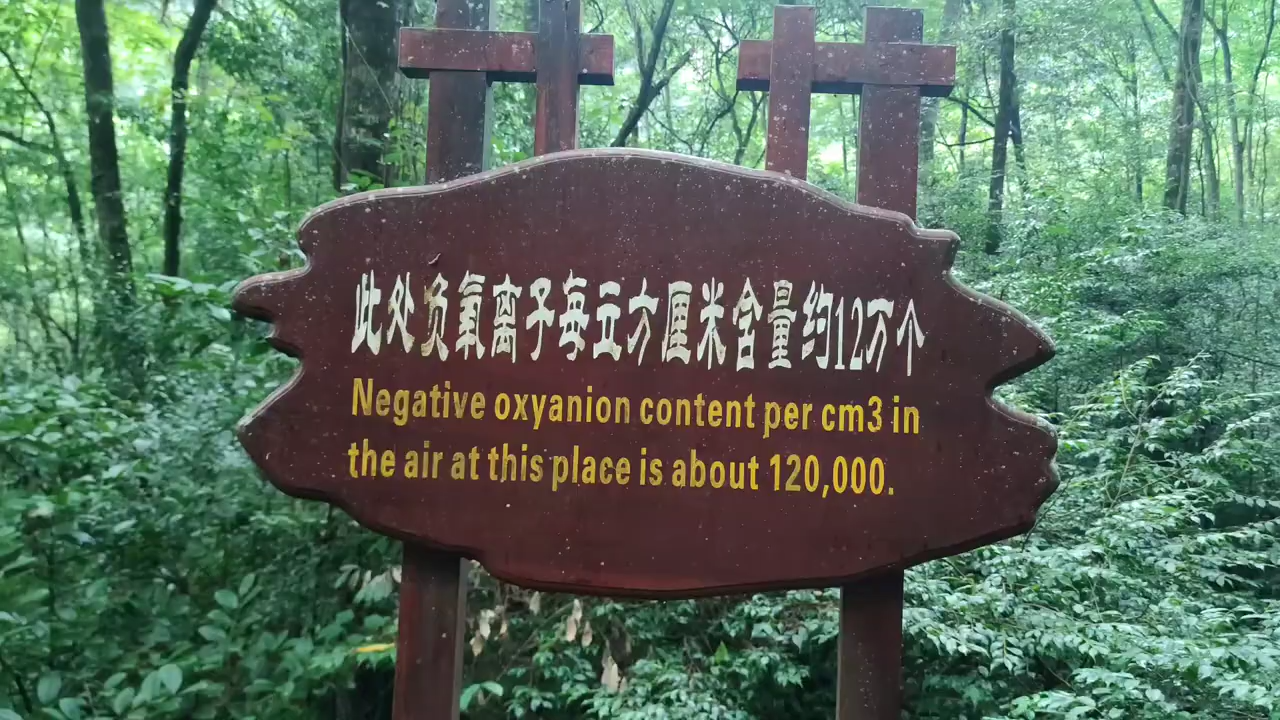 此处负氧离子每立方厘米含量约12万个
Negative oxyanion content per cm3 in
the air at this place is about 120,000.